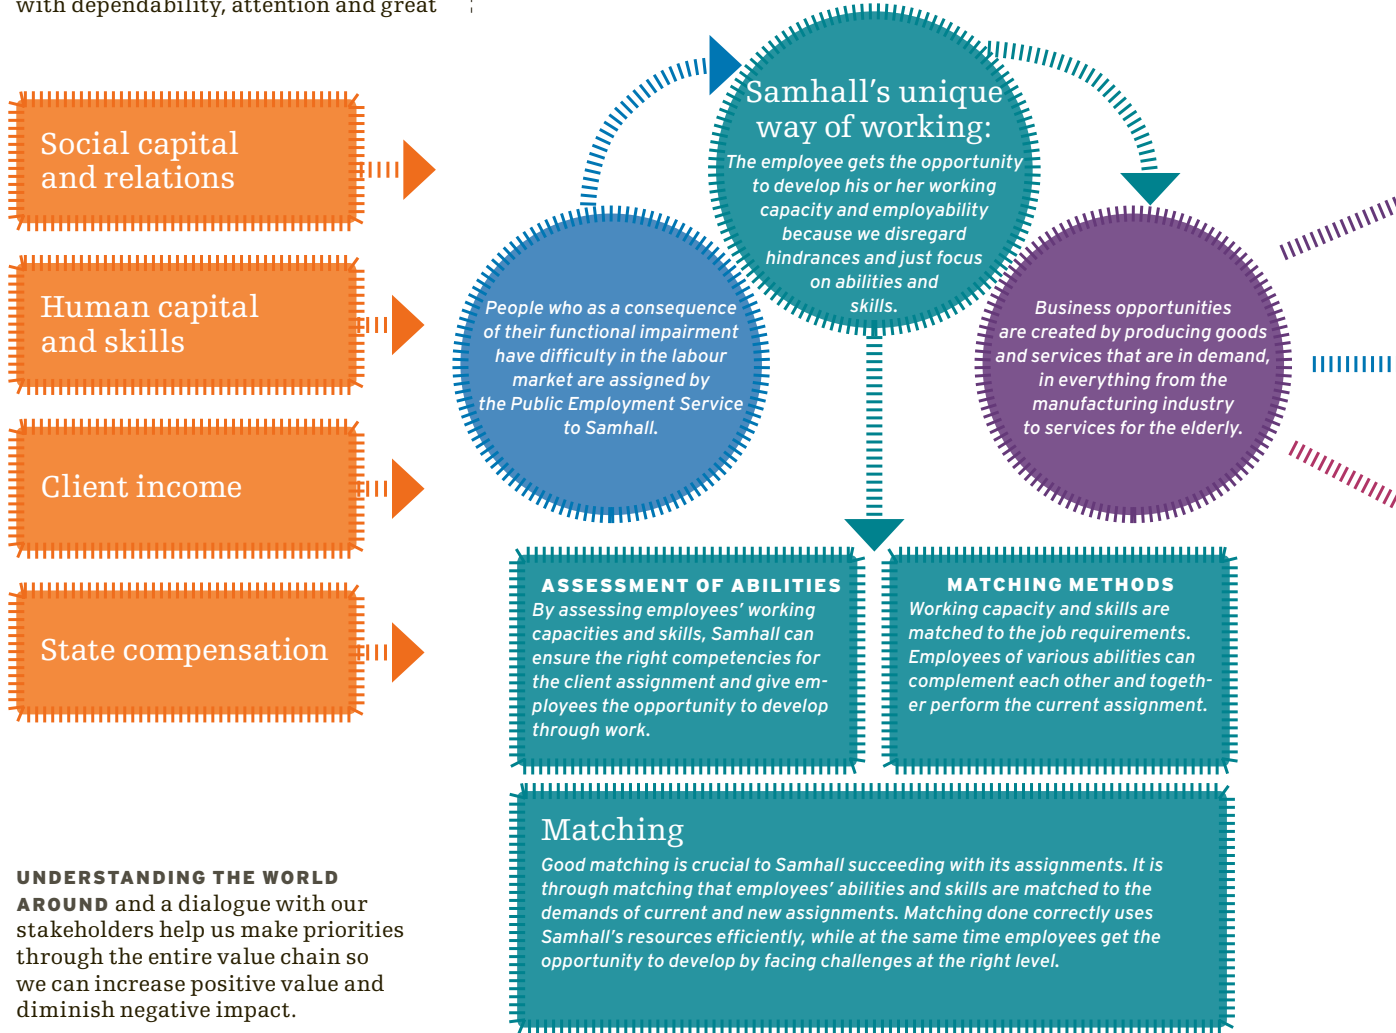 with dependability, attention and great
Social capital
and relations
Human capital
and skills
Client income
State compensation
UNDERSTANDING THE WORLD
AROUND and a dialogue with our
stakeholders help us make priorities
through the entire value chain so
we can increase positive value and
diminish negative impact.
People who as a consequence
of their functional impairment
have difficulty in the labour
market are assigned by
the Public Employment Service
to Samhall.
Samhall’s unique
way of working:
The employee gets the opportunity
to develop his or her working
capacity and employability
because we disregard
hindrances and just focus
on abilities and
skills.
Business opportunities
are created by producing goods
and services that are in demand,
in everything from the
manufacturing industry
to services for the elderly.
ASSESSMENT OF ABILITIES
By assessing employees’ working
capacities and skills, Samhall can
ensure the right competencies for
the client assignment and give em-
ployees the opportunity to develop
through work.
MATCHING METHODS
Working capacity and skills are
matched to the job requirements.
Employees of various abilities can
complement each other and togeth-
er perform the current assignment.
Matching
Good matching is crucial to Samhall succeeding with its assignments. It is
through matching that employees’ abilities and skills are matched to the
demands of current and new assignments. Matching done correctly uses
Samhall’s resources efficiently, while at the same time employees get the
opportunity to develop by facing challenges at the right level.